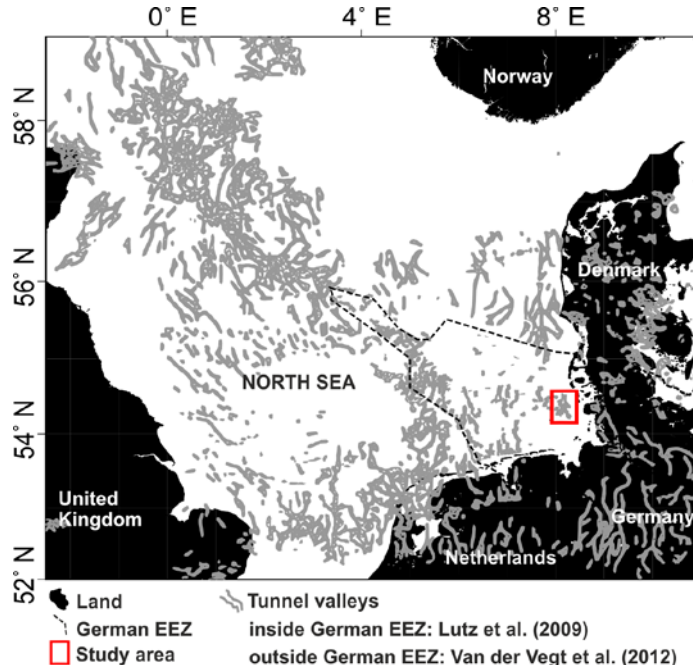 0° E 4° E 8° E
58° N
56° N
54° N
52° N
Norway
Denmark
NORTH SEA
United
Kingdom
Germany
Netherlands
Land
Tunnel valleys
German EEZ
inside German EEZ: Lutz et al. (2009)
Study area
outside German EEZ: Van der Vegt et al. (2012)